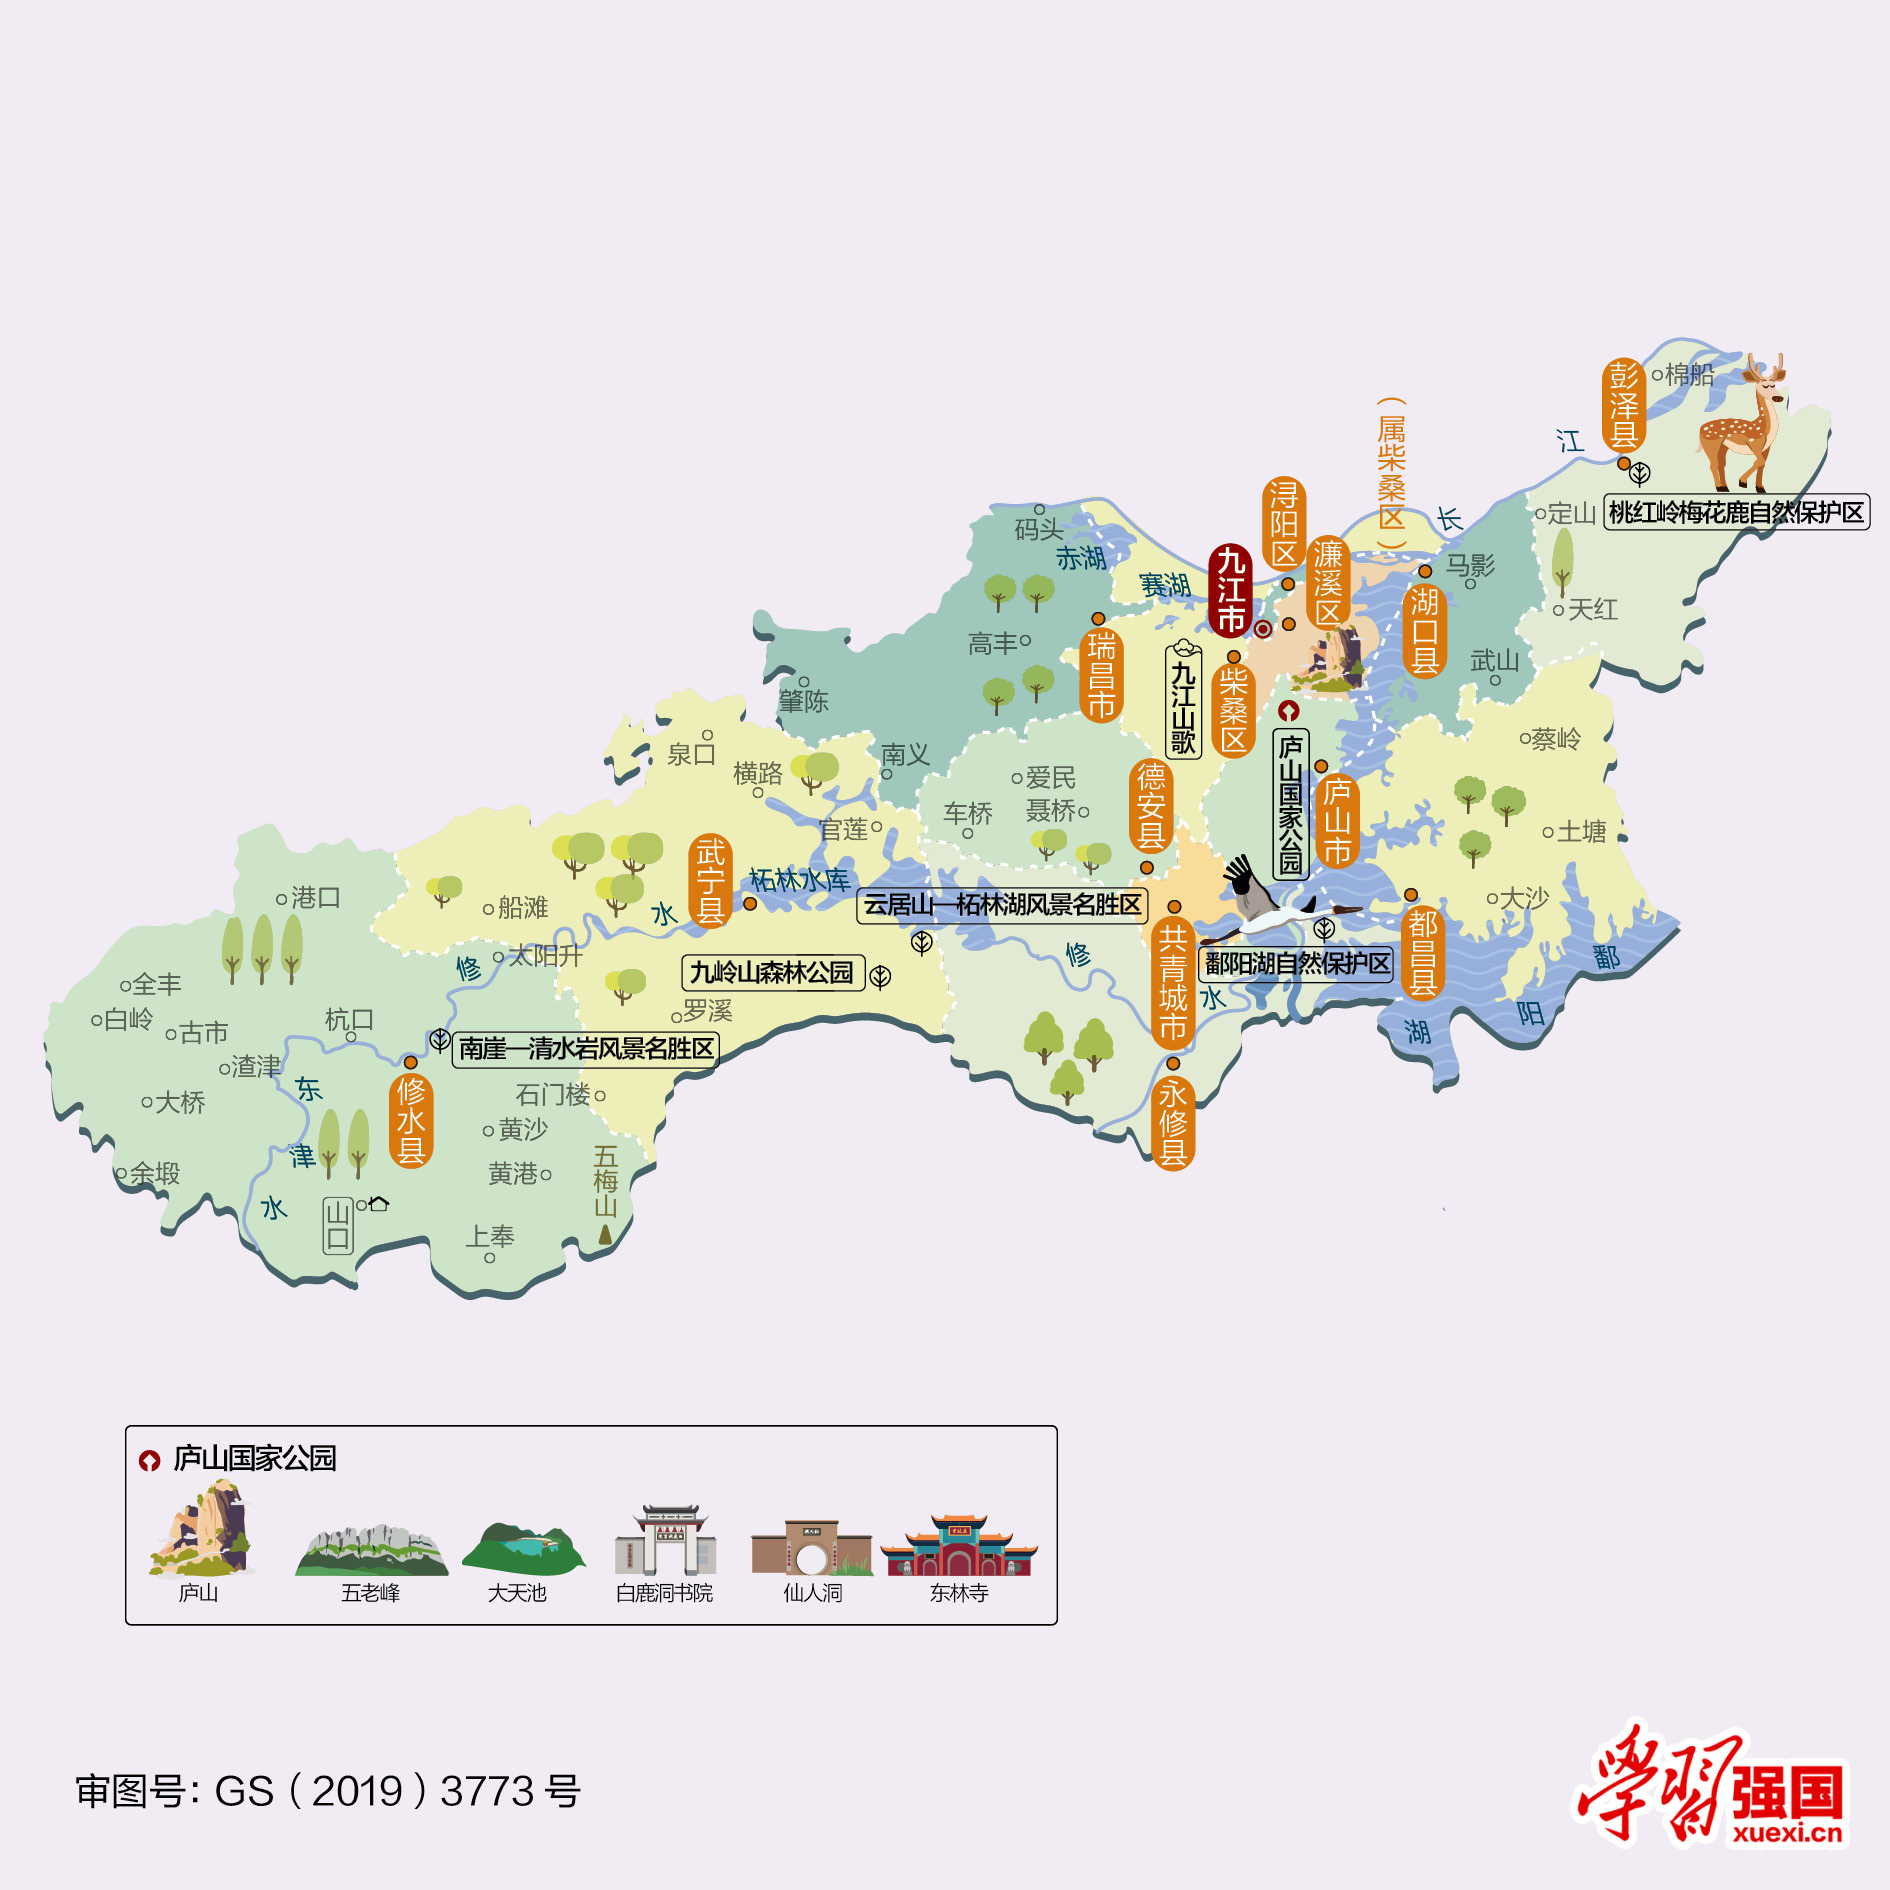 棉船
彭泽县
江
桃红岭梅花鹿自然保护区
定山
天红
（属柴桑区）
长
浔阳区
濂溪区
九江市
马影
湖口县
武山
码头
赤湖
赛湖
高丰
瑞昌市
九江山歌
柴桑区
肇陈
南义
泉口
横路
官莲
爱民
聂桥
车桥
德安县
庐山国家公园
庐山市
蔡岭
土塘
大沙
武宁县
柘林水库
云居山—柘林湖风景名胜区
共青城市
都昌县
鄱阳湖自然保护区
鄱
阳
湖
港口
船滩
水
太阳升
修
九岭山森林公园
罗溪
修
水
全丰
白岭
古市
杭口
渣津
南崖—清水岩风景名胜区
东
津
水
大桥
修水县
石门楼
黄沙
黄港
五梅山
永修县
余塅
山口
上奉
庐山国家公园
庐山
五老峰
大天池
白鹿洞书院
仙人洞
东林寺
审图号：GS（2019）3773号
学习强国
xuexi.cn